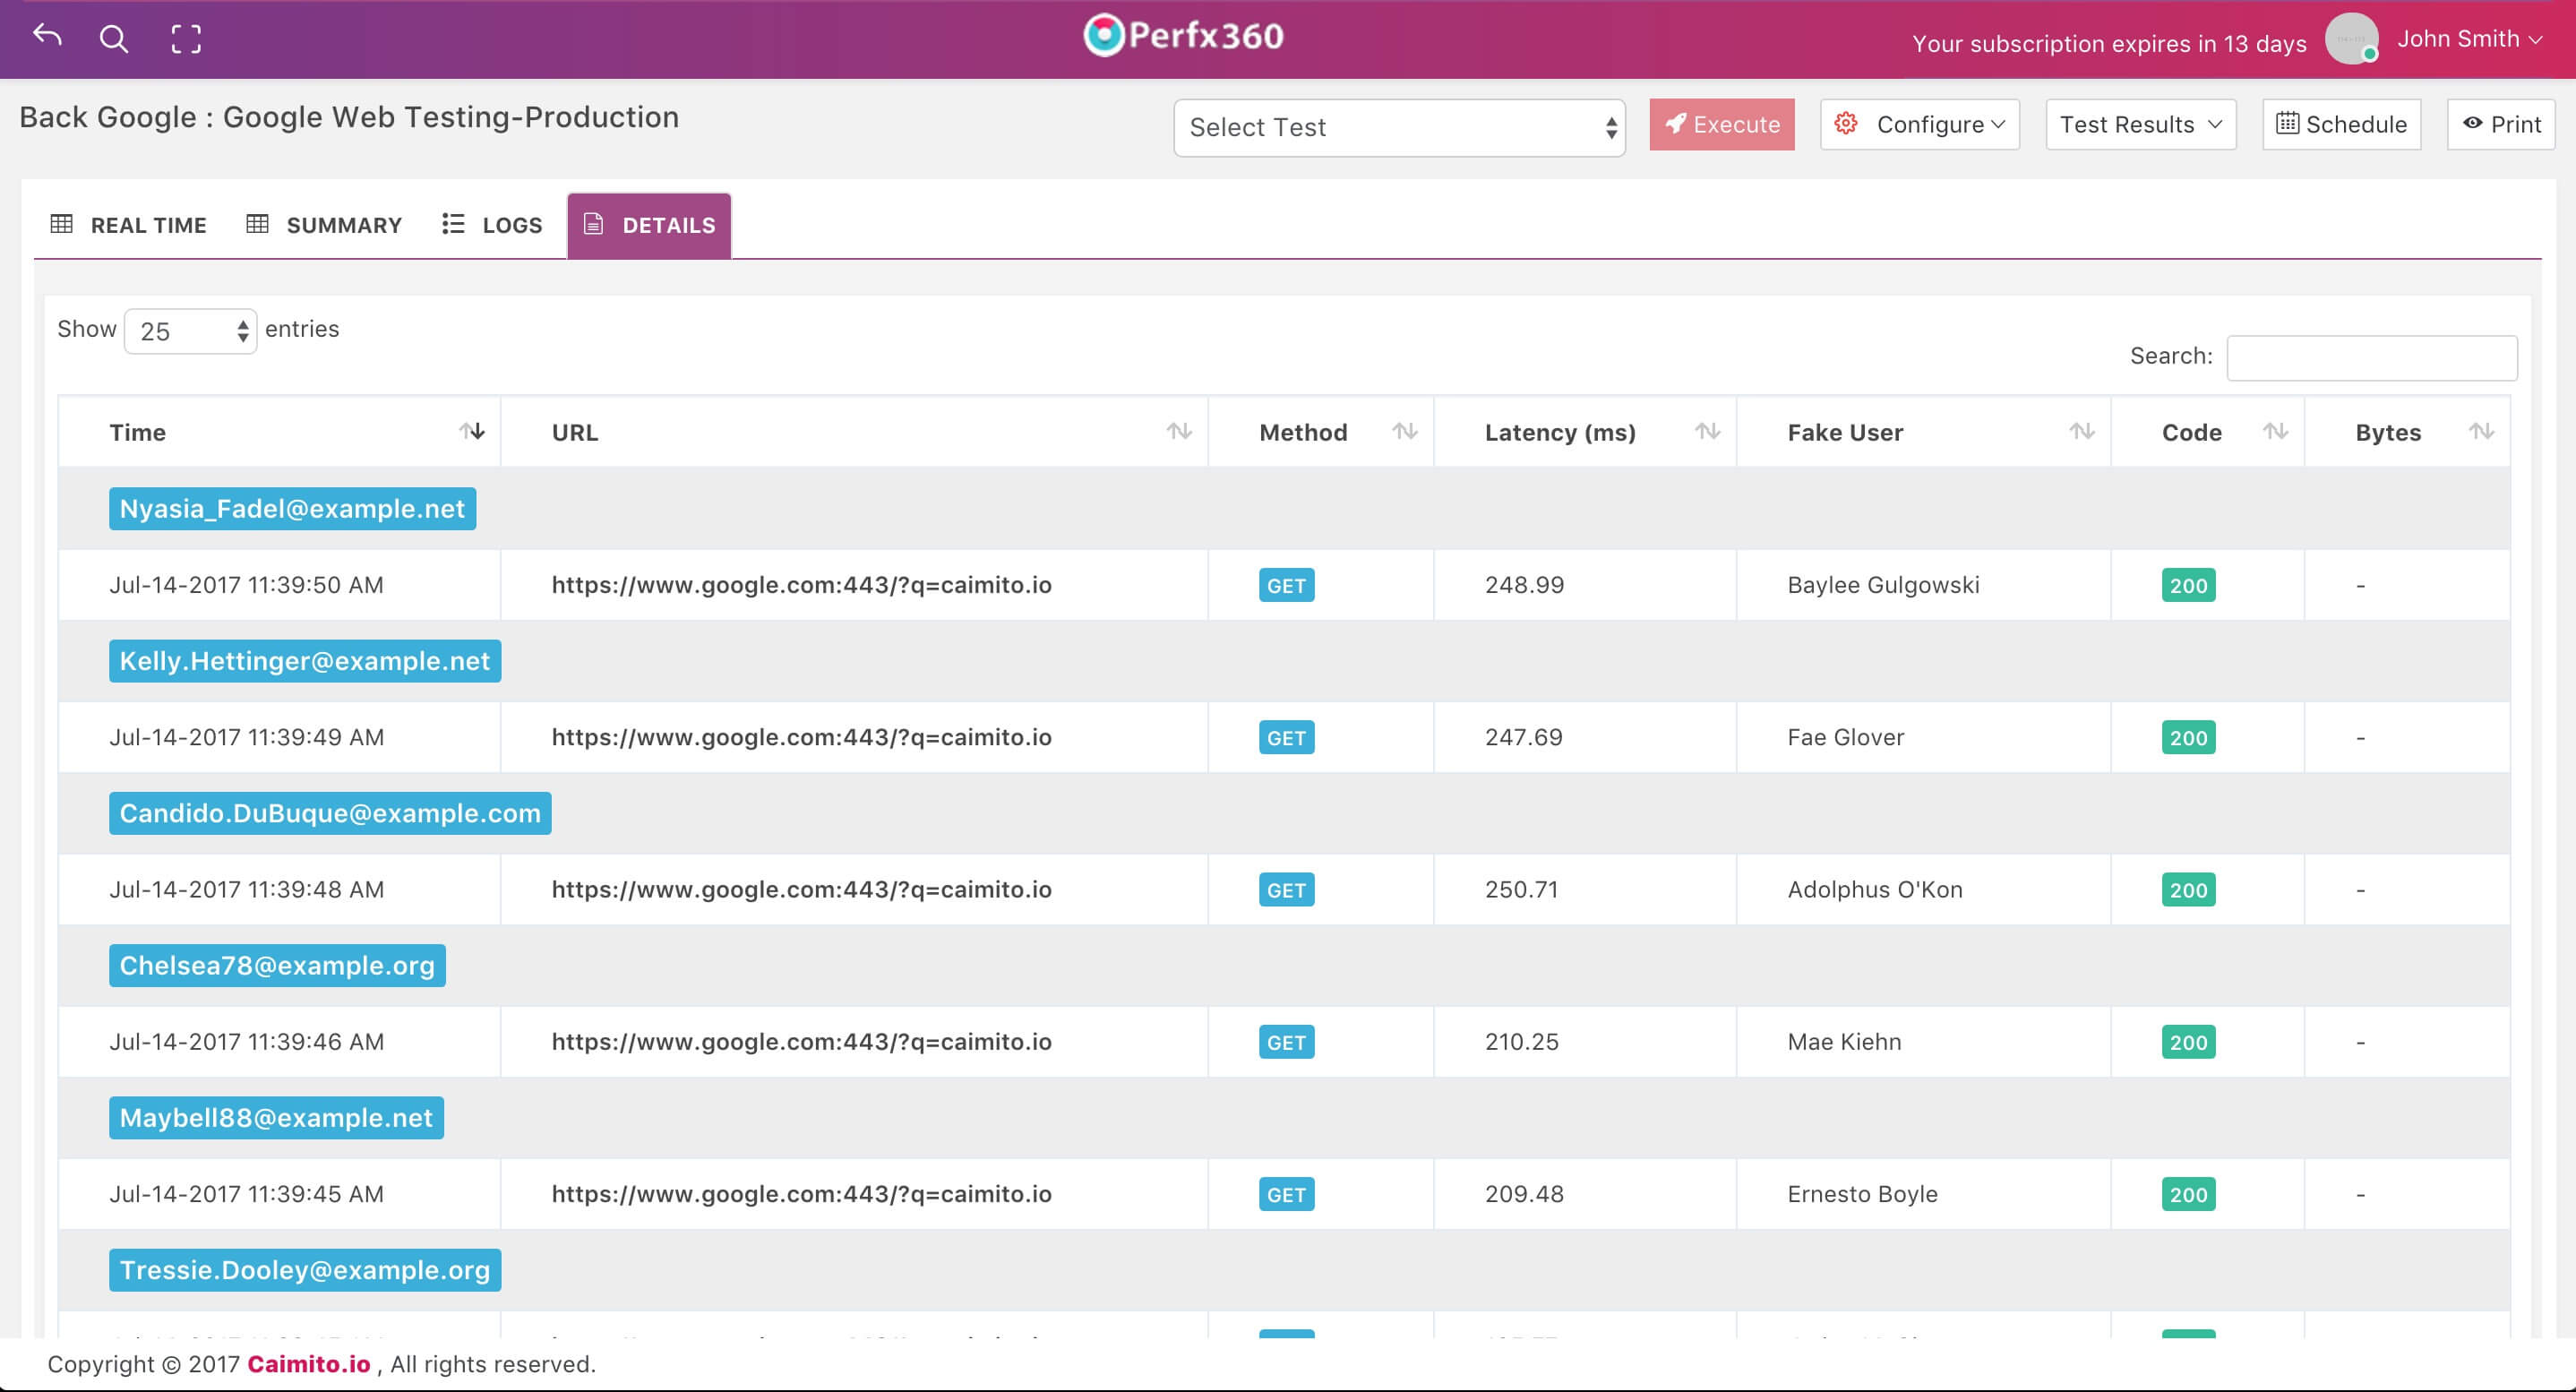 Perfx360
Your subscription expires in 13 days
John Smith
Back Google : Google Web Testing-Production
Select Test
Execute
Configure
Test Results
Schedule
Print
REAL TIME
SUMMARY
LOGS
DETAILS
Show 25 entries
Search:
Time URL Method Latency (ms) Fake User Code Bytes
Nyasia_Fadel@example.net
Jul-14-2017 11:39:50 AM https://www.google.com:443/?q=caimito.io GET 248.99 Baylee Gulgowski 200 -
Kelly.Hettinger@example.net
Jul-14-2017 11:39:49 AM https://www.google.com:443/?q=caimito.io GET 247.69 Fae Glover 200 -
Candido.DuBuque@example.com
Jul-14-2017 11:39:48 AM https://www.google.com:443/?q=caimito.io GET 250.71 Adolphus O'Kon 200 -
Chelsea78@example.org
Jul-14-2017 11:39:46 AM https://www.google.com:443/?q=caimito.io GET 210.25 Mae Kiehn 200 -
Maybell88@example.net
Jul-14-2017 11:39:45 AM https://www.google.com:443/?q=caimito.io GET 209.48 Ernesto Boyle 200 -
Tressie.Dooley@example.org
Copyright © 2017 Caimito.io , All rights reserved.